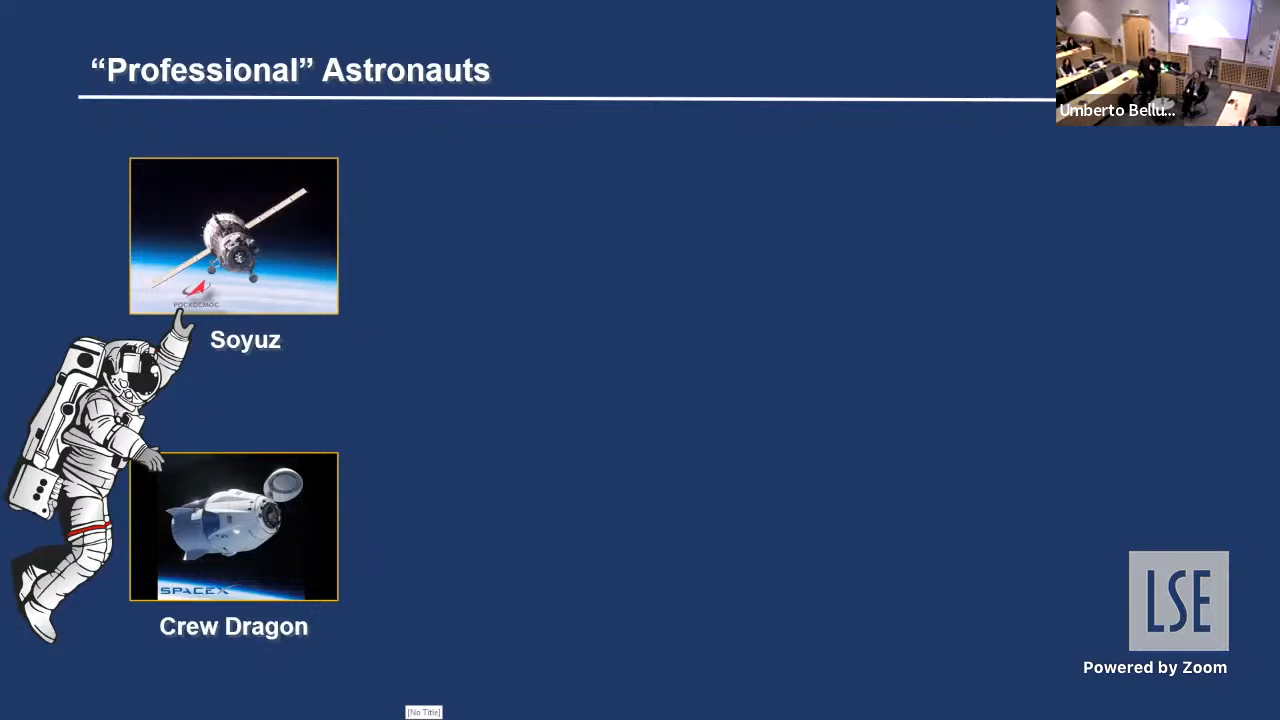 “Professional” Astronauts
Umberto Bellu...
РОСКОСМОС
Soyuz
SPACEX
Crew Dragon
LSE
Powered by Zoom
[No Title]